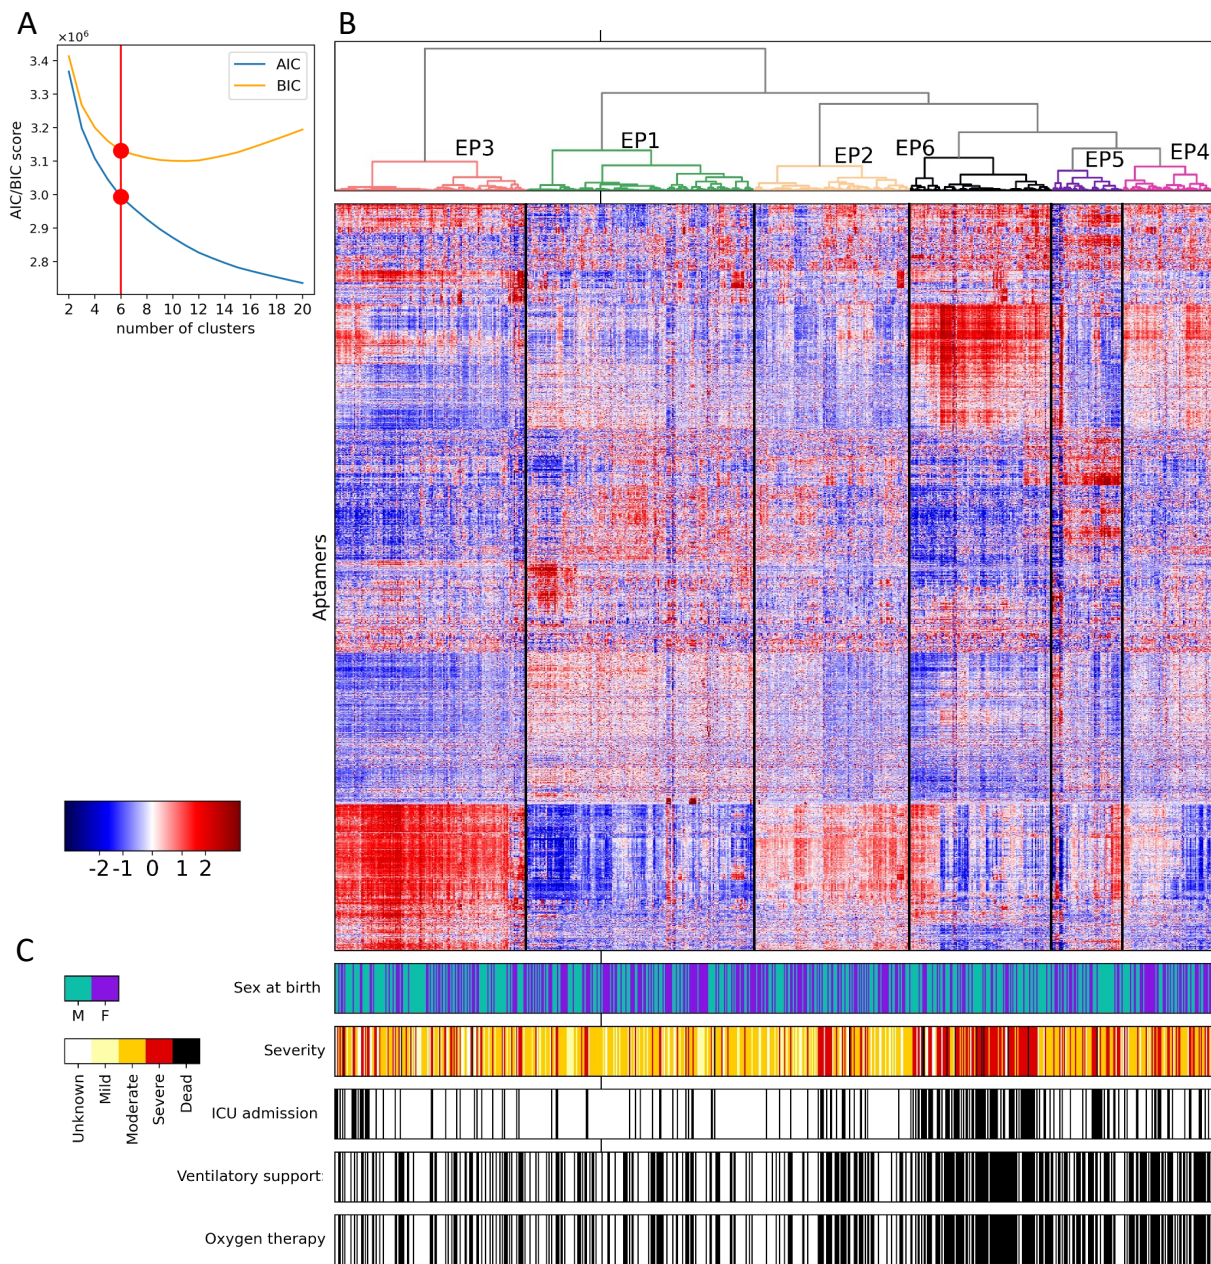 A
B
×10⁶
3.4
3.3
3.2
3.1
3.0
2.9
2.8
AIC/BIC score
AIC
BIC
2 4 6 8 10 12 14 16 18 20
number of clusters
EP3
EP1
EP2
EP6
EP5
EP4
Aptamers
-2 -1 0 1 2
C
M F
Sex at birth
Severity
Unknown
Mild
Moderate
Severe
Dead
ICU admission
Ventilatory support:
Oxygen therapy